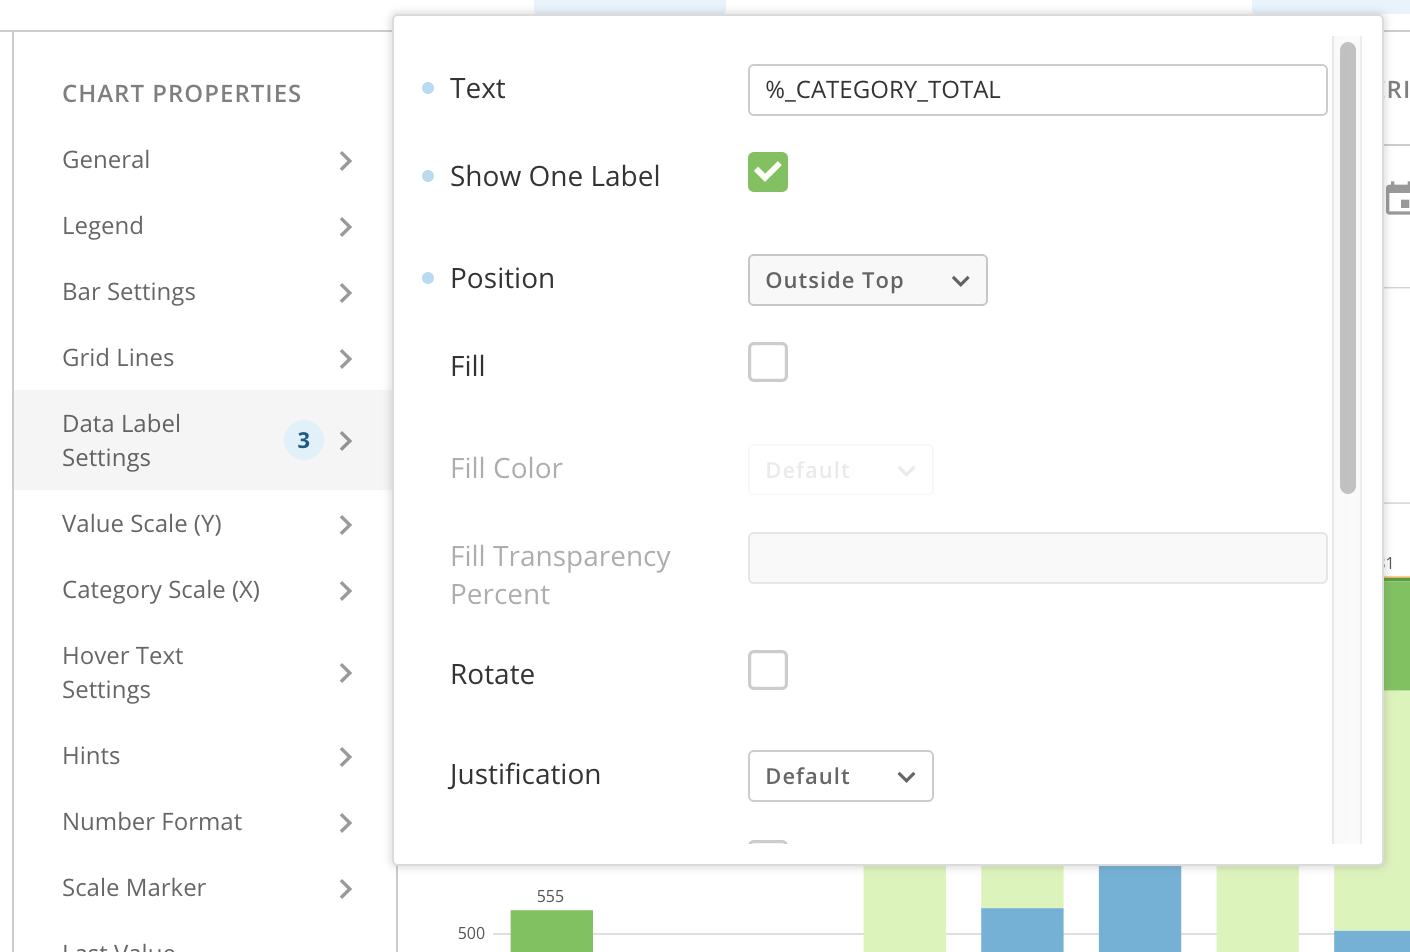 CHART PROPERTIES
General
Legend
Bar Settings
Grid Lines
Data Label
Settings
3
Value Scale (Y)
Category Scale (X)
Hover Text
Settings
Hints
Number Format
Scale Marker
Last Value
Text
%_CATEGORY_TOTAL
Show One Label
Position
Outside Top
Fill
Fill Color
Default
Fill Transparency
Percent
Rotate
Justification
Default
555
500